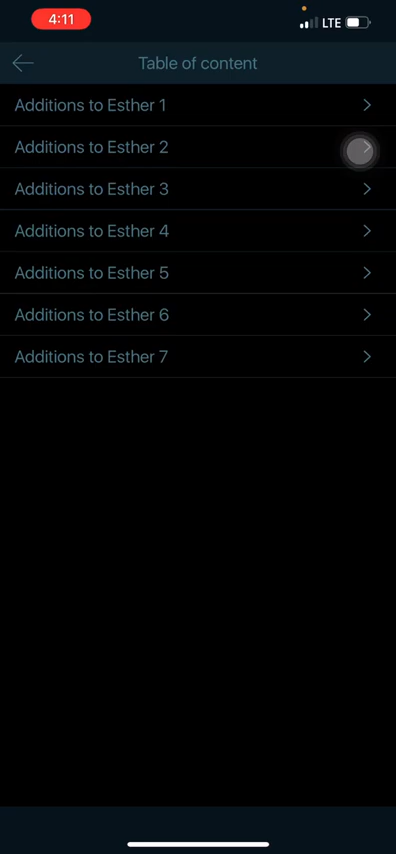 4:11
LTE
Table of content
Additions to Esther 1
Additions to Esther 2
Additions to Esther 3
Additions to Esther 4
Additions to Esther 5
Additions to Esther 6
Additions to Esther 7